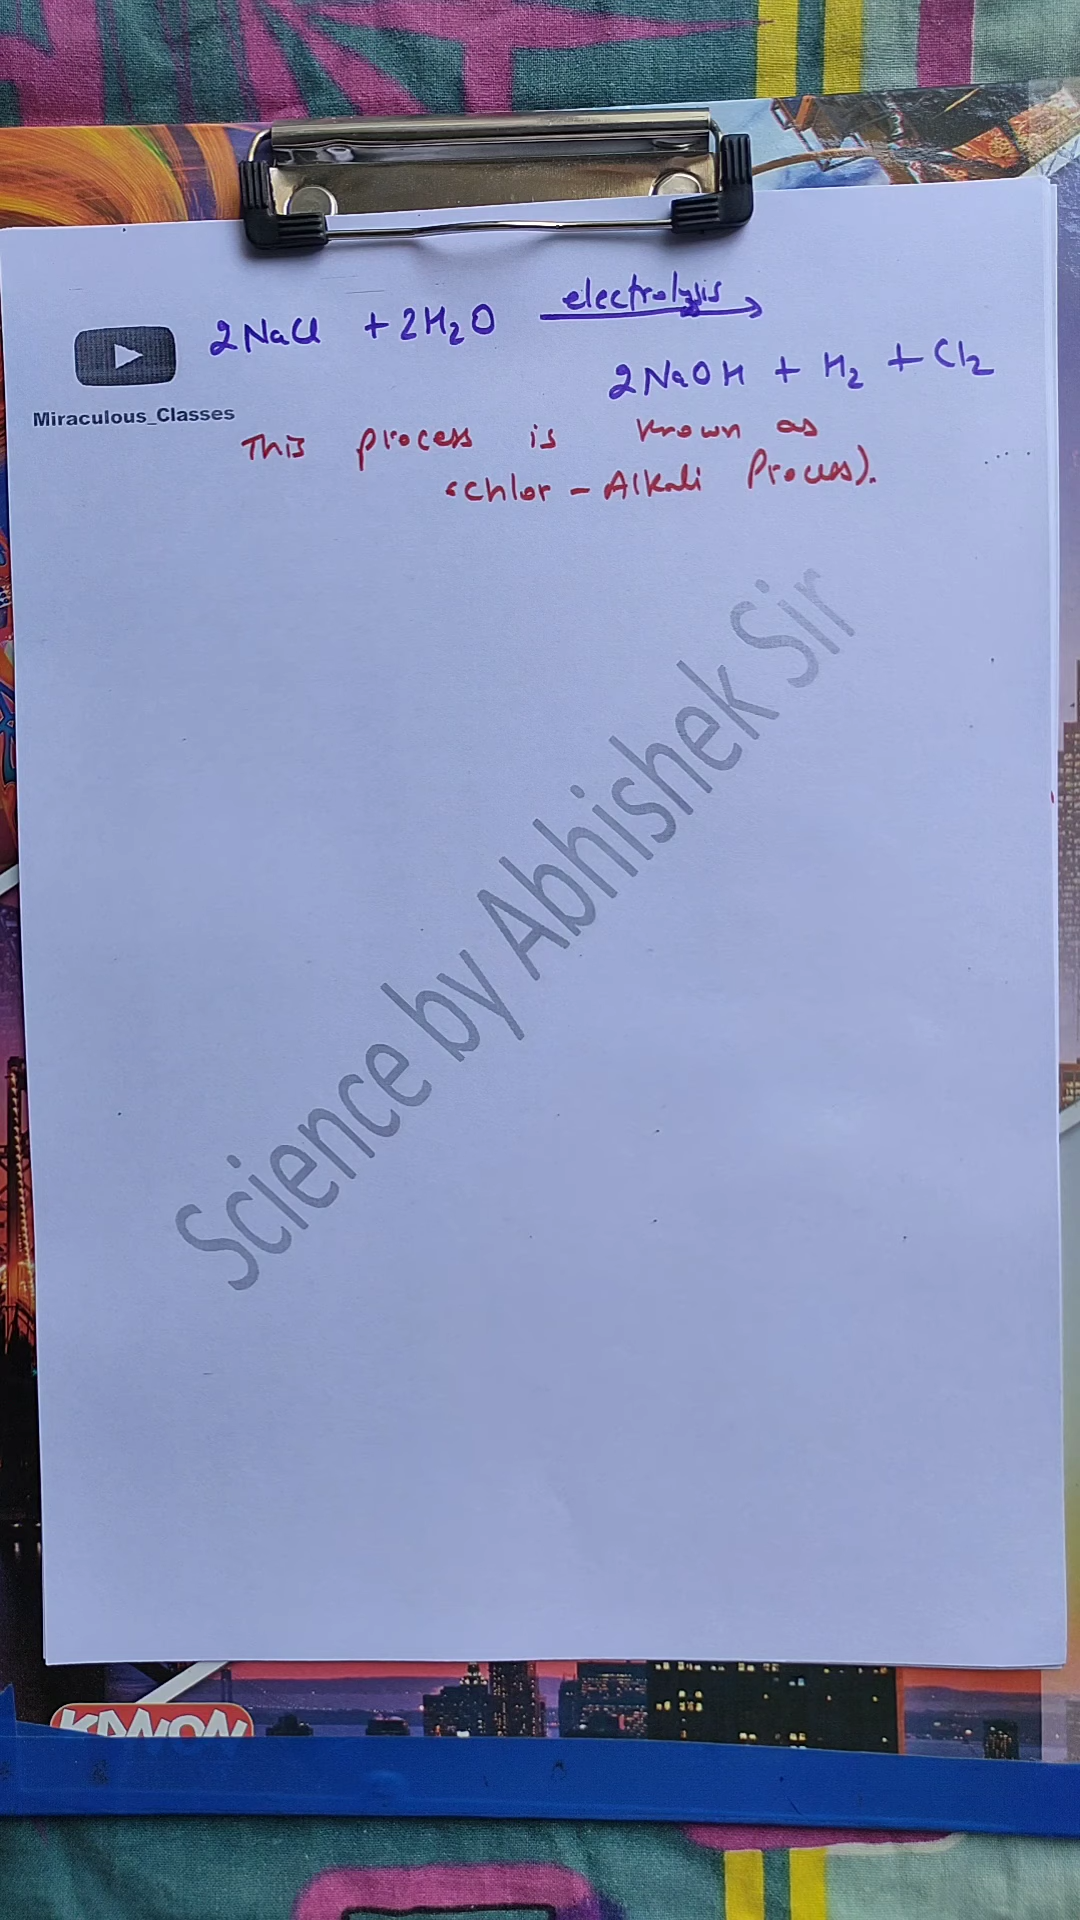 2NaCl + 2H₂O electrolysis →
2NaOH + H₂ + Cl₂
Miraculous_Classes
This process is known as
(Chlor - Alkali Process).
Science by Abhishek Sir
KIWON